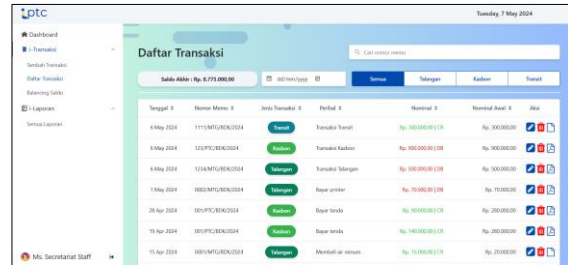 iptc
Tuesday, 7 May 2024
Dashboard
i-Transaksi
Tambah Transaksi
Daftar Transaksi
Balancing Saldo
i-Laporan
Semua Laporan
Ms. Secretariat Staff
Daftar Transaksi
Cari nomor memo
Saldo Akhir : Rp. 8.775.000,00
dd/mm/yyyy
Semua Talangan Kasbon Transit
Tanggal Nomor Memo Jenis Transaksi Perihal Nominal Nominal Awal Aksi
6 May 2024 1111/MTG/BDK/2024 Transit Transaksi Transit Rp. 300.000,00 | CR Rp. 300.000,00
6 May 2024 123/PTC/BDK/2024 Kasbon Transaksi Kasbon Rp. 900.000,00 | DB Rp. 900.000,00
6 May 2024 1234/MTG/BDK/2024 Talangan Transaksi Talangan Rp. 500.000,00 | DB Rp. 500.000,00
1 May 2024 0002/MTG/BDK/2024 Talangan Bayar printer Rp. 70.000,00 | DB Rp. 70.000,00
28 Apr 2024 001/PTC/BDK/2024 Kasbon Bayar tenda Rp. 90.000,00 | CR Rp. 280.000,00
19 Apr 2024 001/PTC/BDK/2024 Kasbon Bayar tenda Rp. 140.000,00 | CR Rp. 280.000,00
15 Apr 2024 0001/MTG/BDK/2024 Talangan Membeli air minum Rp. 15.000,00 | CR Rp. 20.000,00